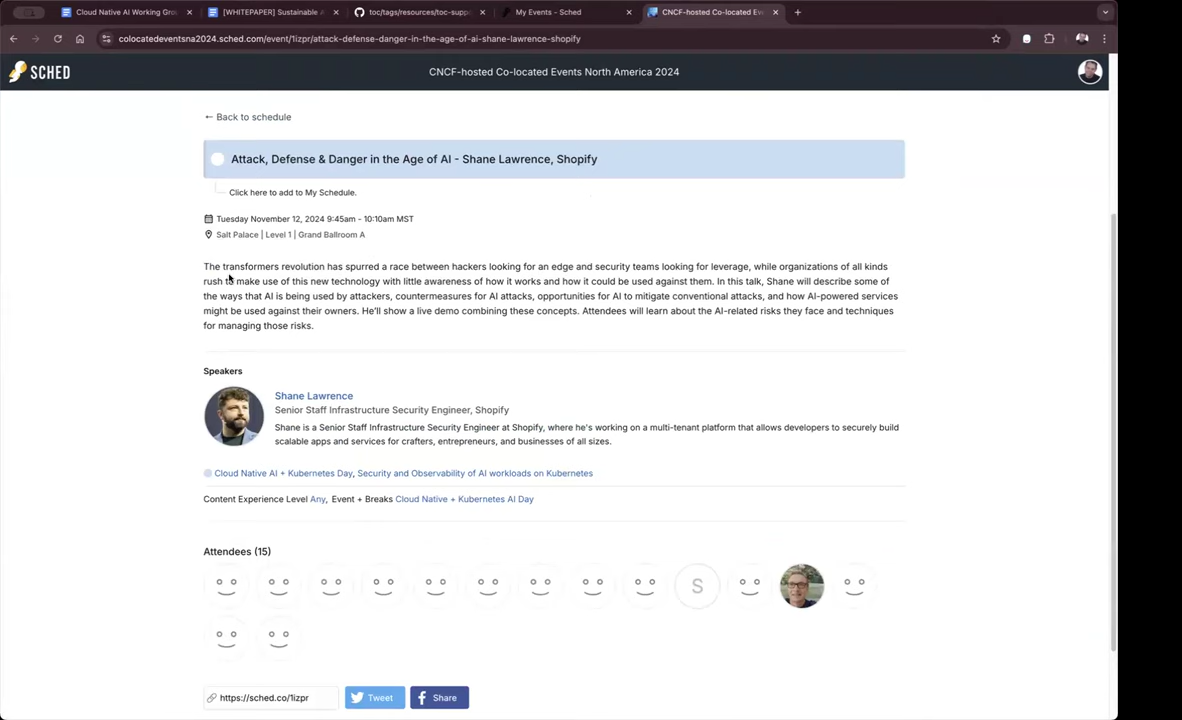 Cloud Native AI Working Gro
[WHITEPAPER] Sustainable A
toc/tags/resources/toc-supp
My Events – Sched
CNCF-hosted Co-located Eve
colocatedeventsna2024.sched.com/event/1izpr/attack-defense-danger-in-the-age-of-ai-shane-lawrence-shopify
SCHED
CNCF-hosted Co-located Events North America 2024
← Back to schedule
Attack, Defense & Danger in the Age of AI - Shane Lawrence, Shopify
Click here to add to My Schedule.
Tuesday November 12, 2024 9:45am - 10:10am MST
Salt Palace | Level 1 | Grand Ballroom A
The transformers revolution has spurred a race between hackers looking for an edge and security teams looking for leverage, while organizations of all kinds
rush to make use of this new technology with little awareness of how it works and how it could be used against them. In this talk, Shane will describe some of
the ways that AI is being used by attackers, countermeasures for AI attacks, opportunities for AI to mitigate conventional attacks, and how AI-powered services
might be used against their owners. He'll show a live demo combining these concepts. Attendees will learn about the AI-related risks they face and techniques
for managing those risks.
Speakers
Shane Lawrence
Senior Staff Infrastructure Security Engineer, Shopify
Shane is a Senior Staff Infrastructure Security Engineer at Shopify, where he's working on a multi-tenant platform that allows developers to securely build
scalable apps and services for crafters, entrepreneurs, and businesses of all sizes.
Cloud Native AI + Kubernetes Day, Security and Observability of AI workloads on Kubernetes
Content Experience Level Any, Event + Breaks Cloud Native + Kubernetes AI Day
Attendees (15)
S
https://sched.co/1izpr
Tweet
Share